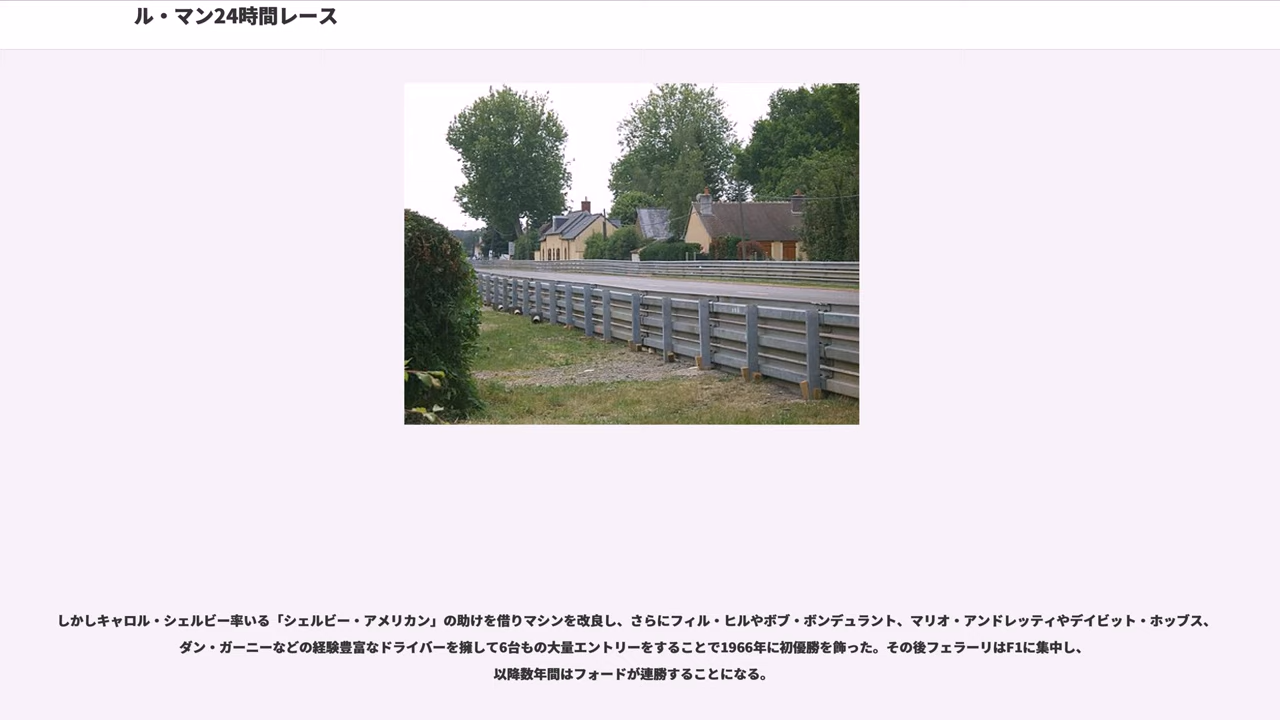 ル・マン24時間レース
しかしキャロル・シェルビー率いる「シェルビー・アメリカン」の助けを借りマシンを改良し、さらにフィル・ヒルやボブ・ボンデュラント、マリオ・アンドレッティやデイビット・ホッブス、
ダン・ガーニーなどの経験豊富なドライバーを擁して6台もの大量エントリーをすることで1966年に初優勝を飾った。その後フェラーリはF1に集中し、
以降数年間はフォードが連勝することになる。